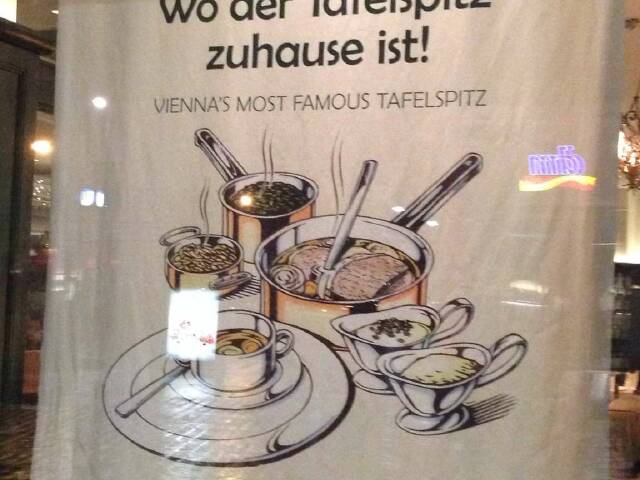 Wo der Tafelspitz
zuhause ist!
VIENNA'S MOST FAMOUS TAFELSPITZ